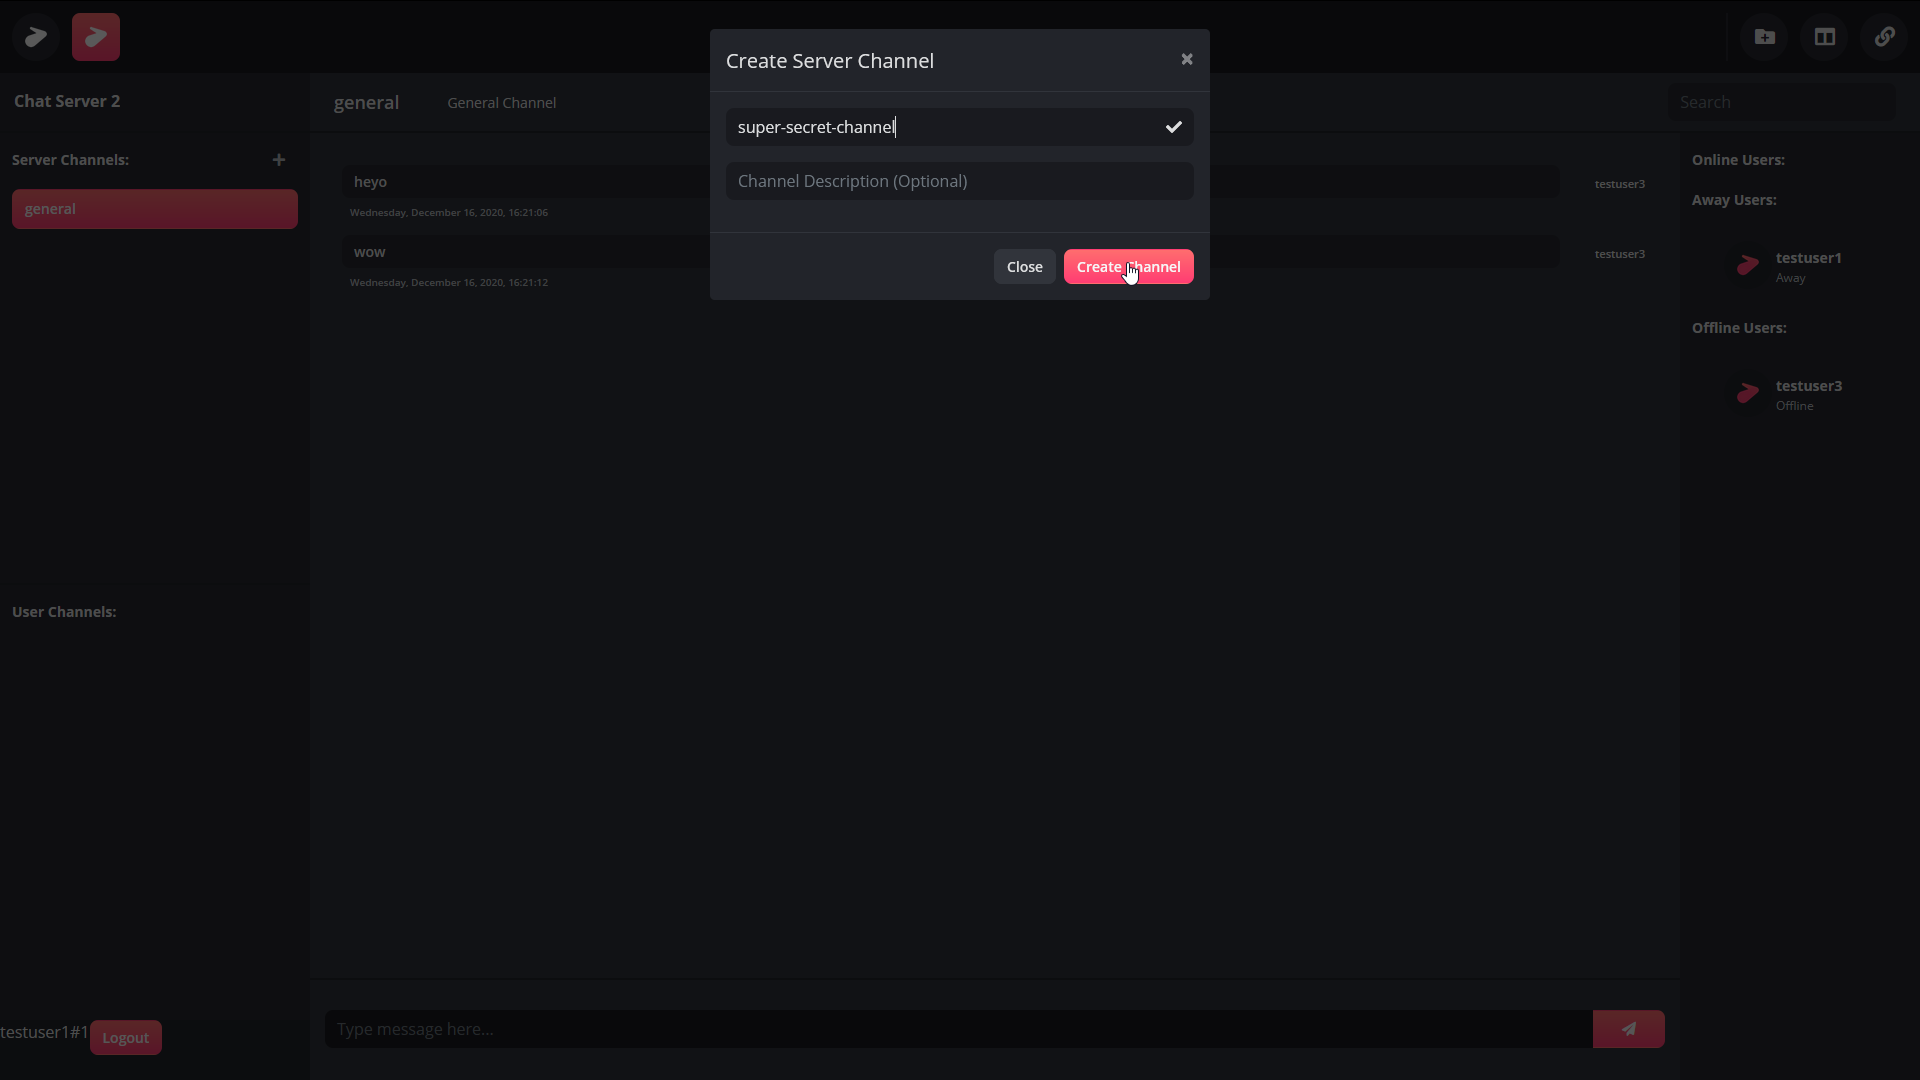 Create Server Channel
super-secret-channel
Channel Description (Optional)
Close
Create Channel
Chat Server 2
general
General Channel
Search
Server Channels:
general
heyo
testuser3
Wednesday, December 16, 2020, 16:21:06
wow
testuser3
Wednesday, December 16, 2020, 16:21:12
Online Users:
Away Users:
testuser1
Away
Offline Users:
testuser3
Offline
User Channels:
testuser1#1
Logout
Type message here...